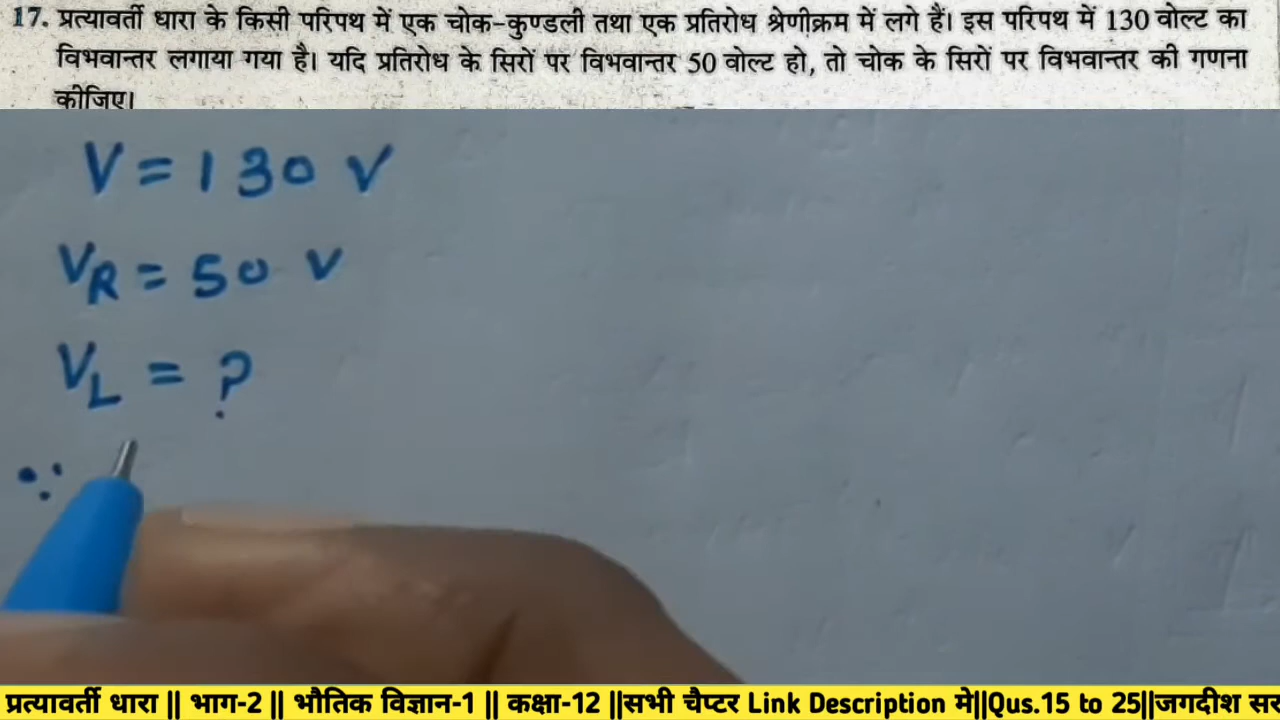 17. प्रत्यावर्ती धारा के किसी परिपथ में एक चोक-कुण्डली तथा एक प्रतिरोध श्रेणीक्रम में लगे हैं। इस परिपथ में 130 वोल्ट का
विभवान्तर लगाया गया है। यदि प्रतिरोध के सिरों पर विभवान्तर 50 वोल्ट हो, तो चोक के सिरों पर विभवान्तर की गणना
कीजिए।
V = 130 V
VR = 50 V
VL = ?
∵
प्रत्यावर्ती धारा || भाग-2 || भौतिक विज्ञान-1 || कक्षा-12 ||सभी चैप्टर Link Description मे||Qus.15 to 25||जगदीश सर